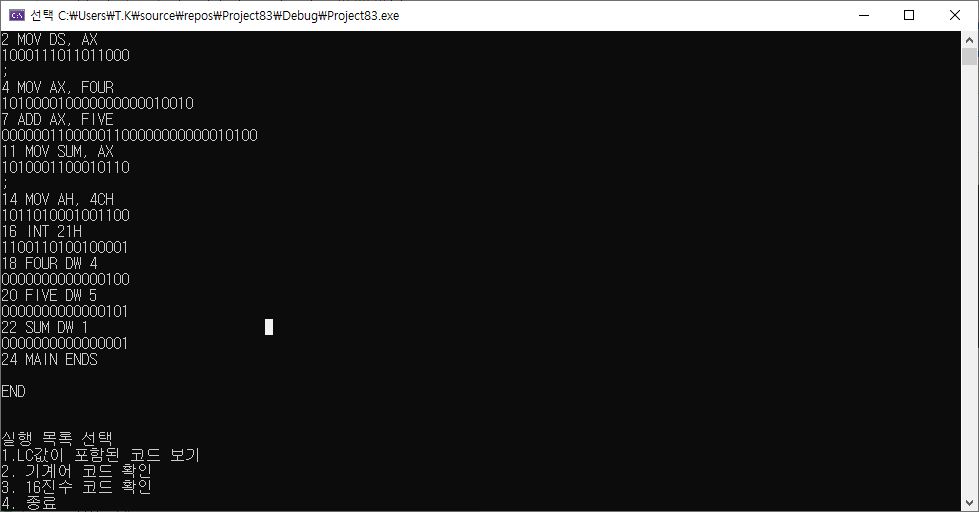 선택 C:₩Users₩T.K₩source₩repos₩Project83₩Debug₩Project83.exe
2 MOV DS, AX
1000111011011000
;
4 MOV AX, FOUR
101000010000000000010010
7 ADD AX, FIVE
00000011000001100000000000010100
11 MOV SUM, AX
1010001100010110
;
14 MOV AH, 4CH
1011010001001100
16 INT 21H
1100110100100001
18 FOUR DW 4
0000000000000100
20 FIVE DW 5
0000000000000101
22 SUM DW 1
0000000000000001
24 MAIN ENDS
END
실행 목록 선택
1.LC값이 포함된 코드 보기
2. 기계어 코드 확인
3. 16진수 코드 확인
4. 종료